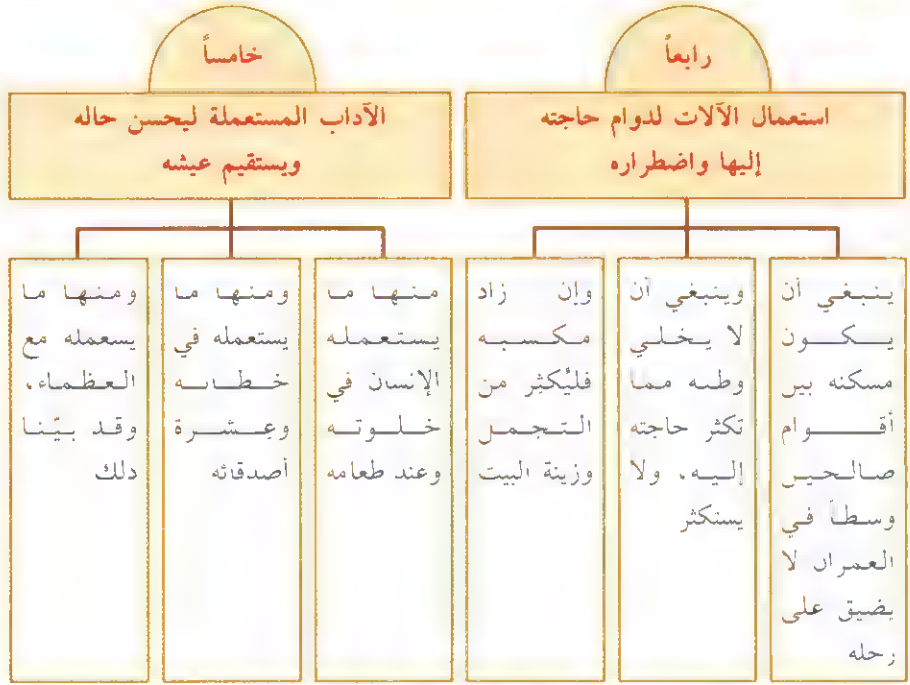 رابعاً
استعمال الآلات لدوام حاجته
إليها واضطراره
ينبغي أن
يكون
مسكنه بين
أقوام
صالحين
وسطاً في
العمران لا
يضيق على
رحله
وينبغي أن
لا يخلي
وطنه مما
تكثر حاجته
إليه، ولا
يستكثر
وإن زاد
مكسبه
فليُكثِر من
التجمل
وزينة البيت
خامساً
الآداب المستعملة ليحسن حاله
ويستقيم عيشه
منها ما
يستعمله
الإنسان في
خلوته
وعند طعامه
ومنها ما
يستعمله في
خطابه
وعِشرة
أصدقائه
ومنها ما
يسعمله مع
العظماء،
وقد بيّنا
ذلك